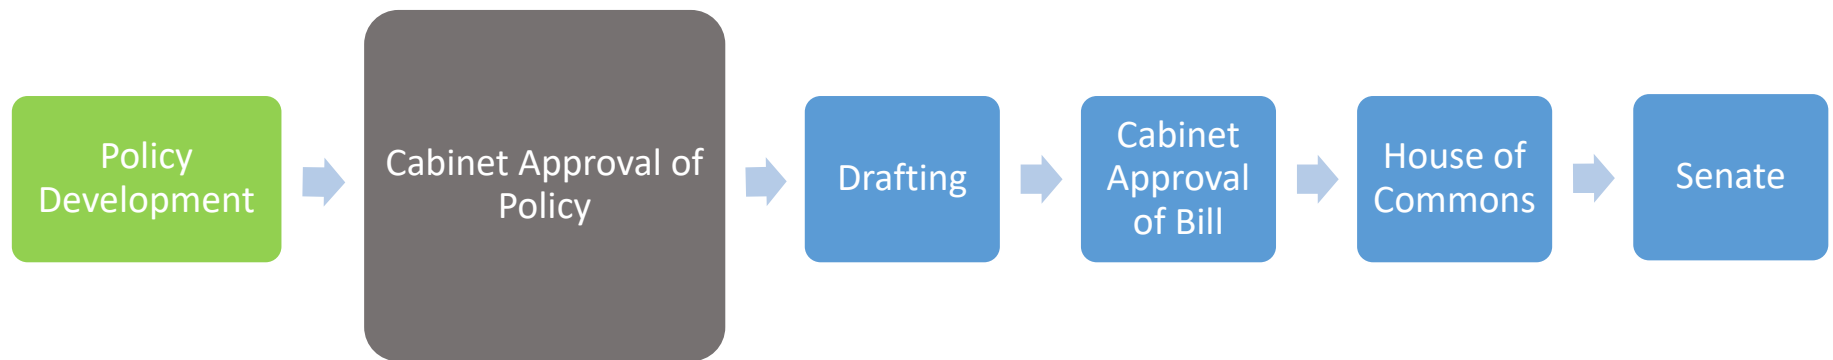 Policy
Development
Cabinet Approval of
Policy
Drafting
Cabinet
Approval
of Bill
House of
Commons
Senate